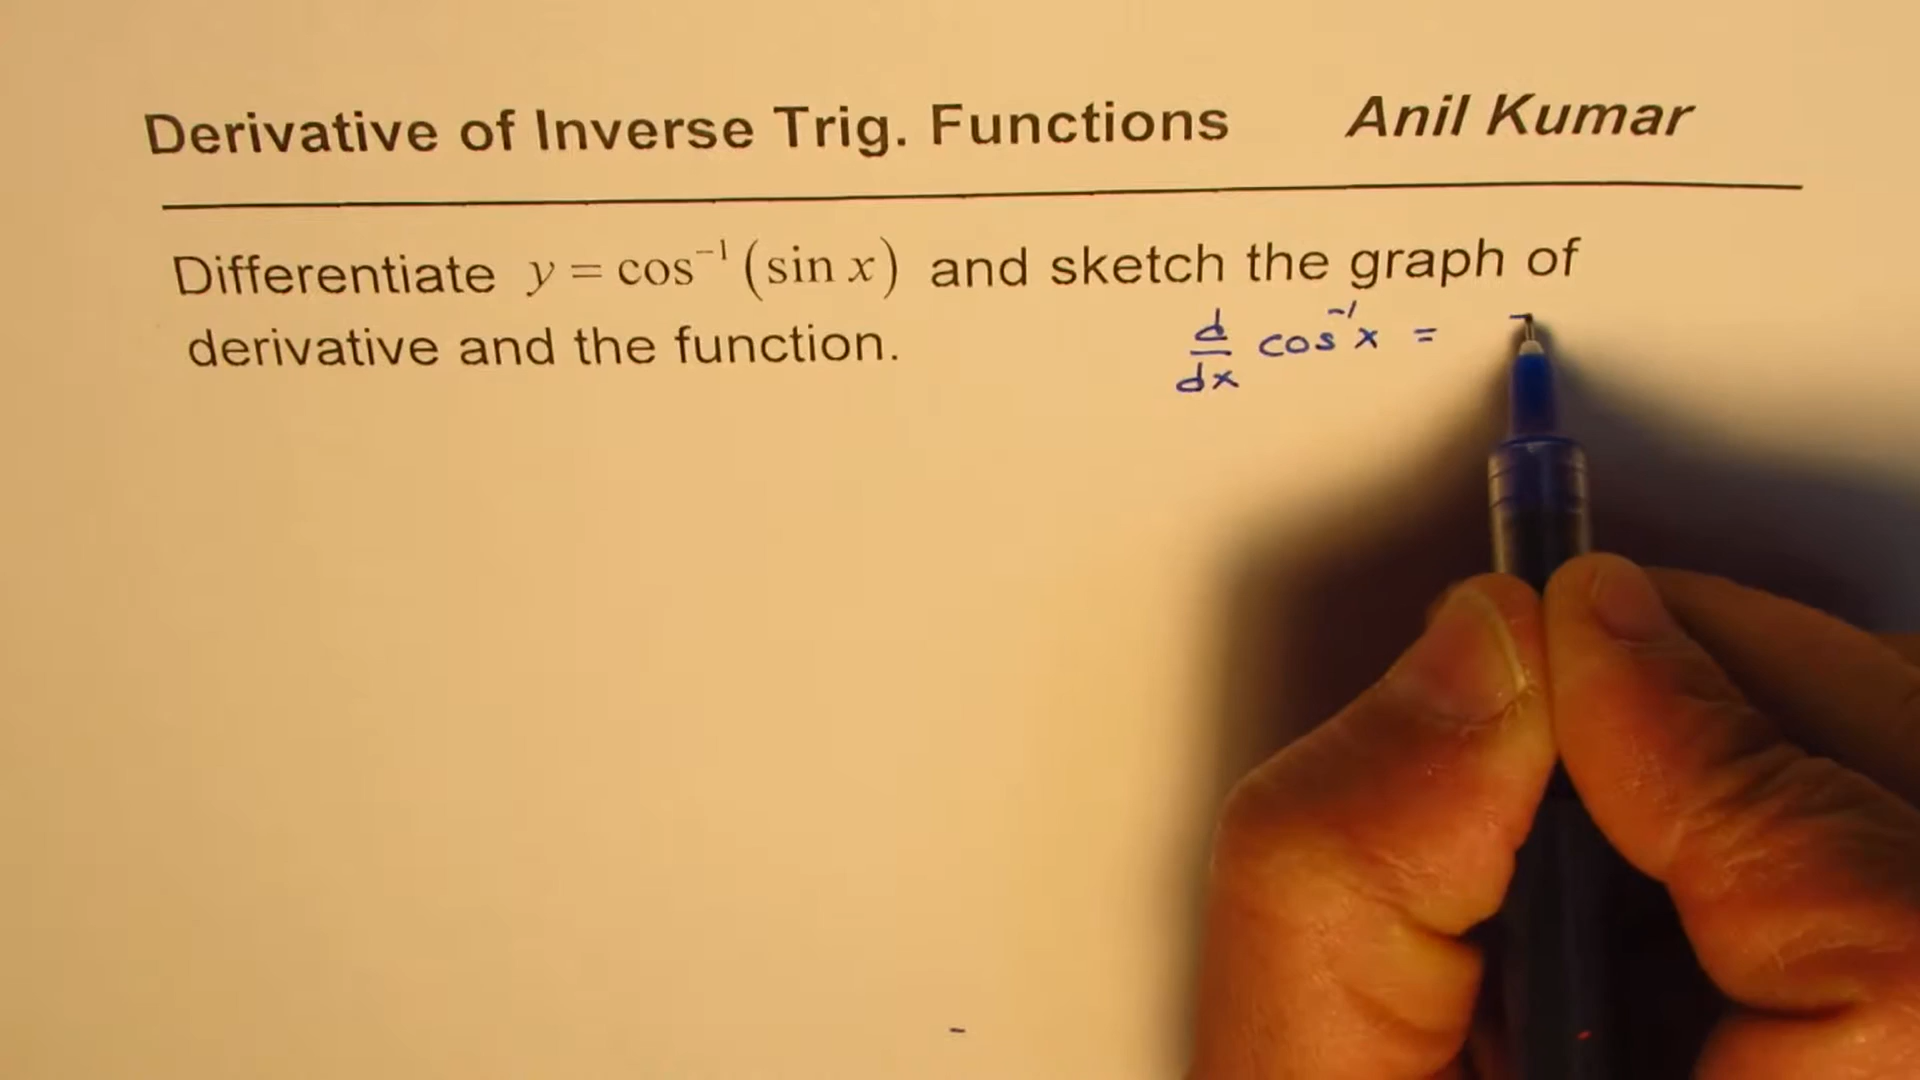 Derivative of Inverse Trig. Functions Anil Kumar
Differentiate y = cos⁻¹(sin x) and sketch the graph of
derivative and the function.
d/dx cos⁻¹x = -